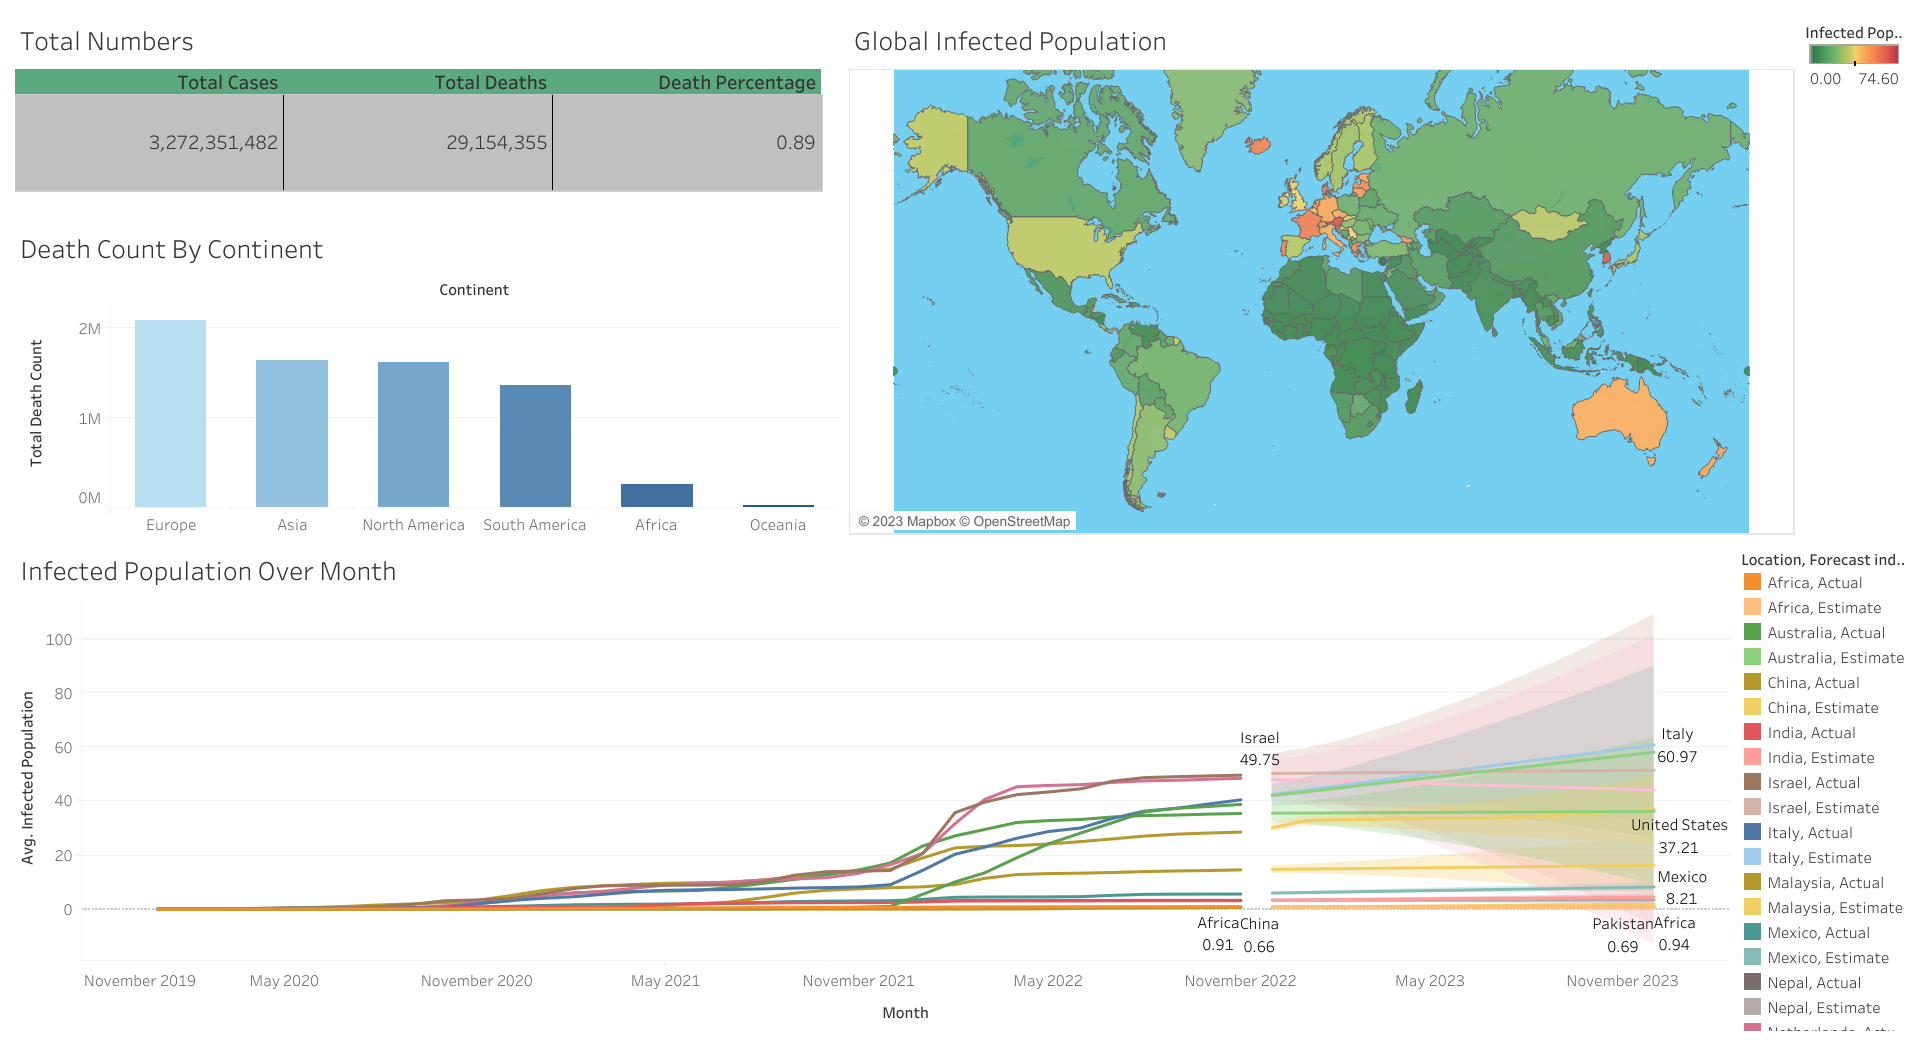 Total Numbers
Total Cases Total Deaths Death Percentage
3,272,351,482 29,154,355 0.89
Global Infected Population
Infected Pop..
0.00 74.60
© 2023 Mapbox © OpenStreetMap
Death Count By Continent
Continent
Total Death Count
2M
1M
0M
Europe Asia North America South America Africa Oceania
Infected Population Over Month
Avg. Infected Population
100
80
60
40
20
0
Israel
49.75
Italy
60.97
United States
37.21
Mexico
8.21
Africa China Pakistan Africa
0.91 0.66 0.69 0.94
November 2019 May 2020 November 2020 May 2021 November 2021 May 2022 November 2022 May 2023 November 2023
Month
Location, Forecast ind..
Africa, Actual
Africa, Estimate
Australia, Actual
Australia, Estimate
China, Actual
China, Estimate
India, Actual
India, Estimate
Israel, Actual
Israel, Estimate
Italy, Actual
Italy, Estimate
Malaysia, Actual
Malaysia, Estimate
Mexico, Actual
Mexico, Estimate
Nepal, Actual
Nepal, Estimate